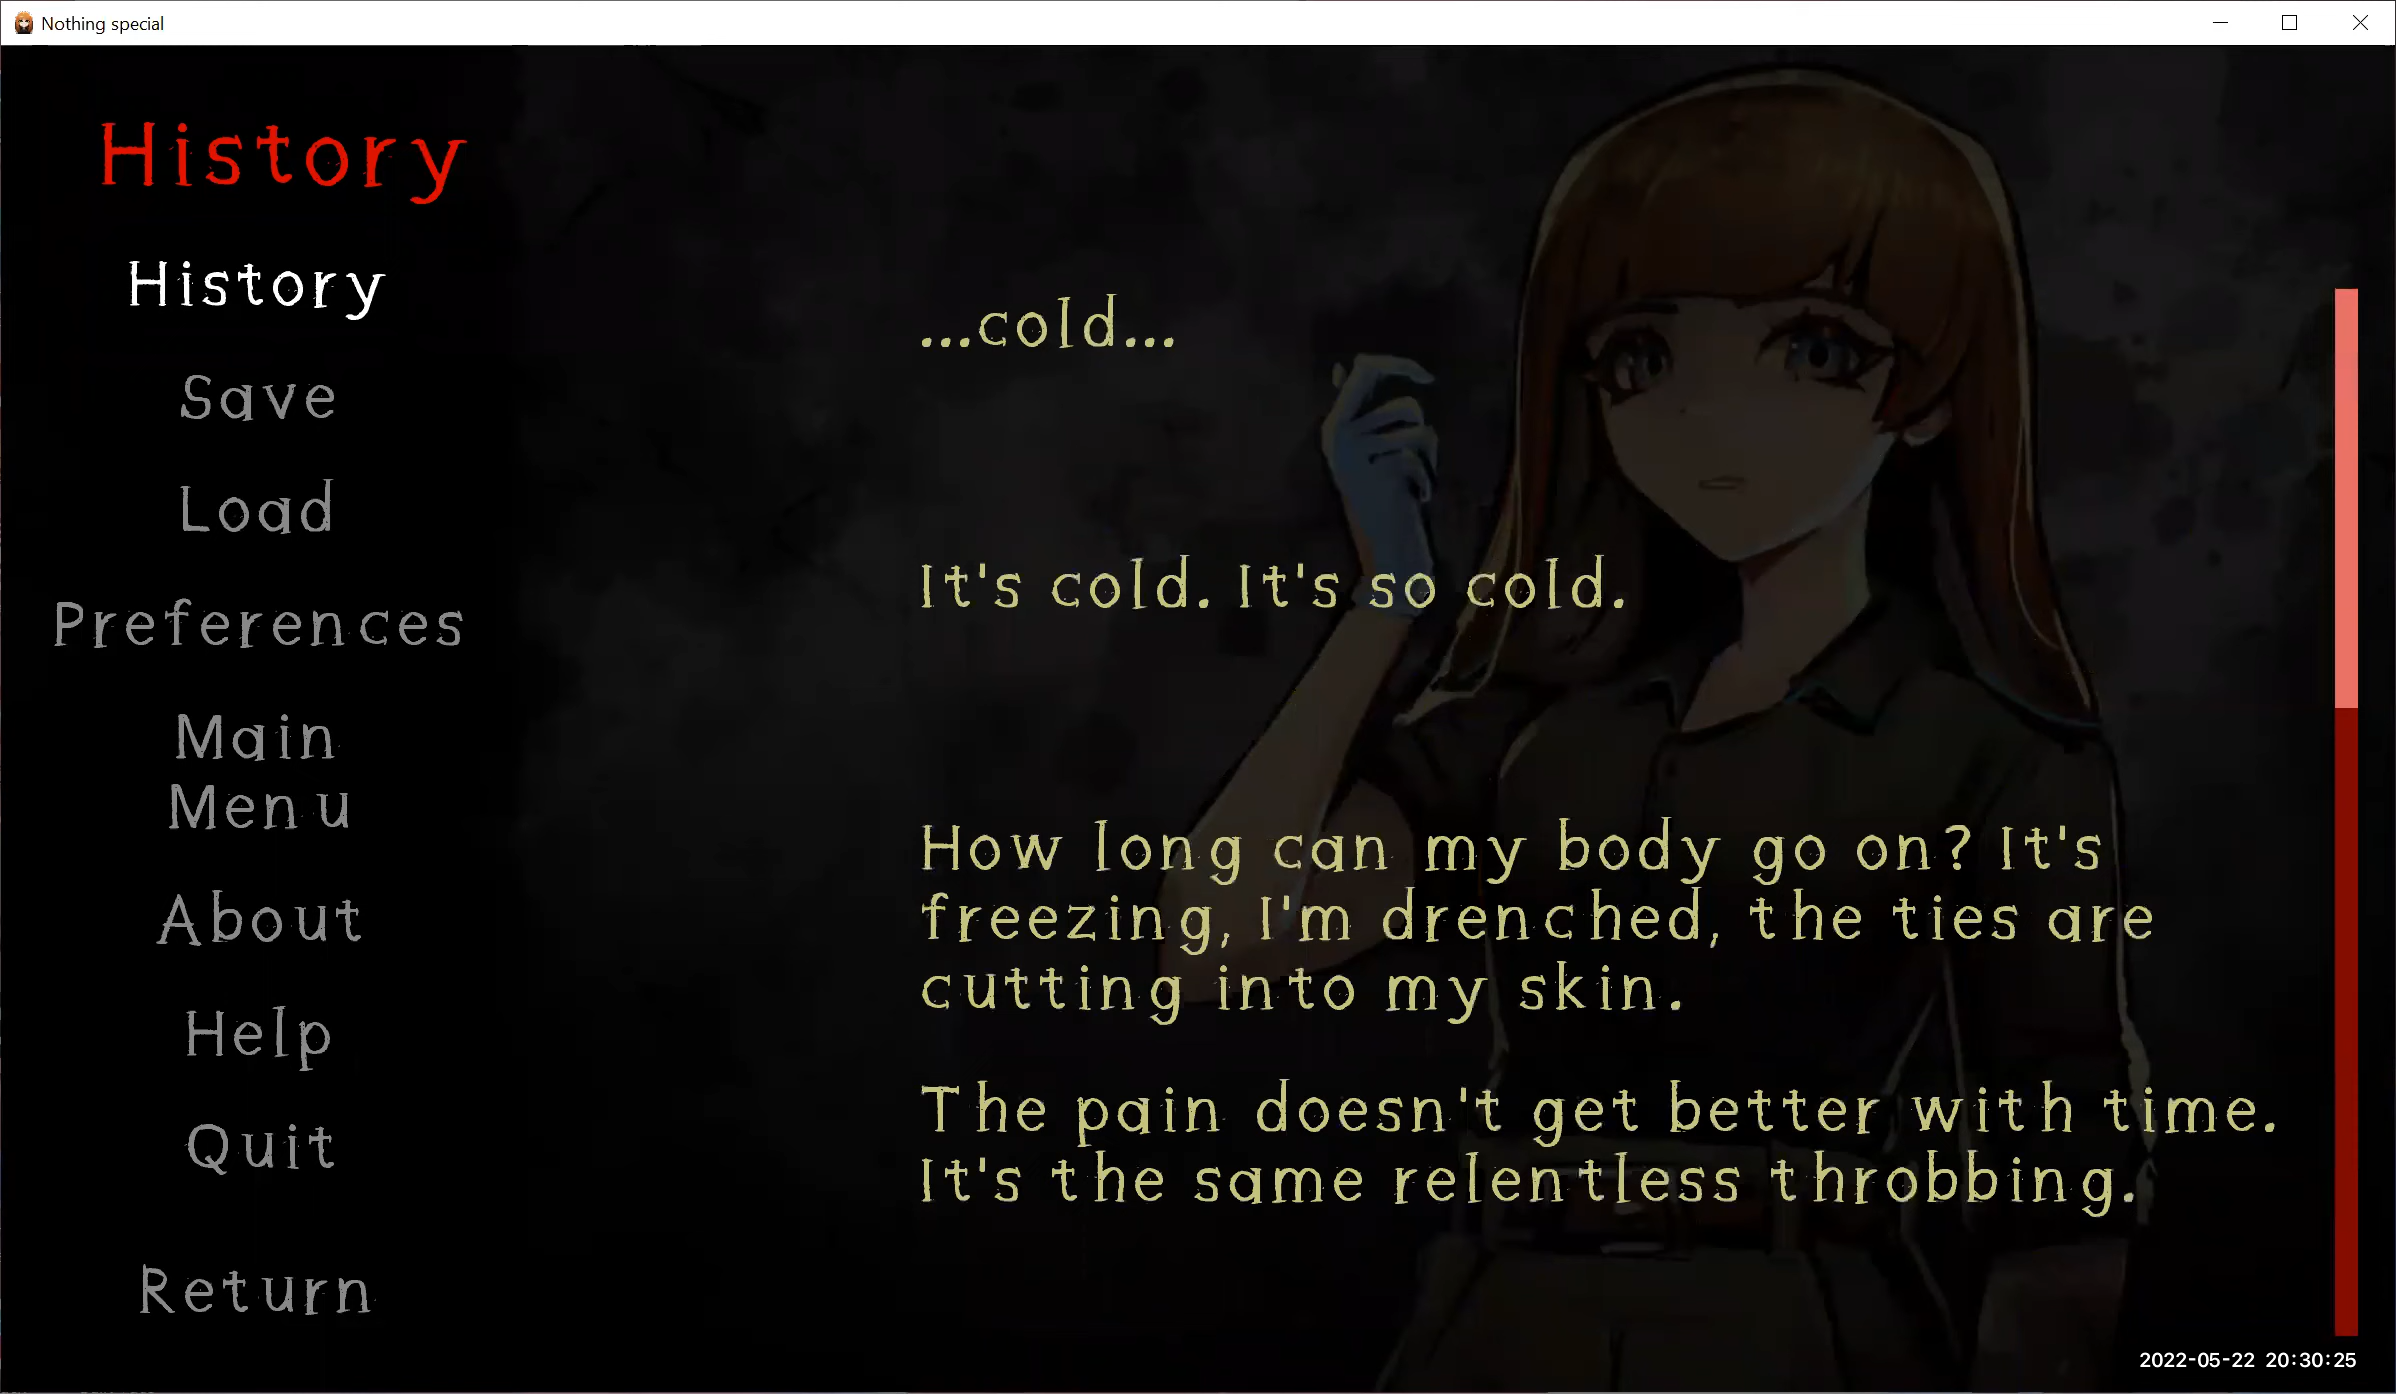 Nothing special
History
History
Save
Load
Preferences
Main
Menu
About
Help
Quit
Return
...cold...
It's cold. It's so cold.
How long can my body go on? It's
freezing, I'm drenched, the ties are
cutting into my skin.
The pain doesn't get better with time.
It's the same relentless throbbing.
2022-05-22 20:30:25